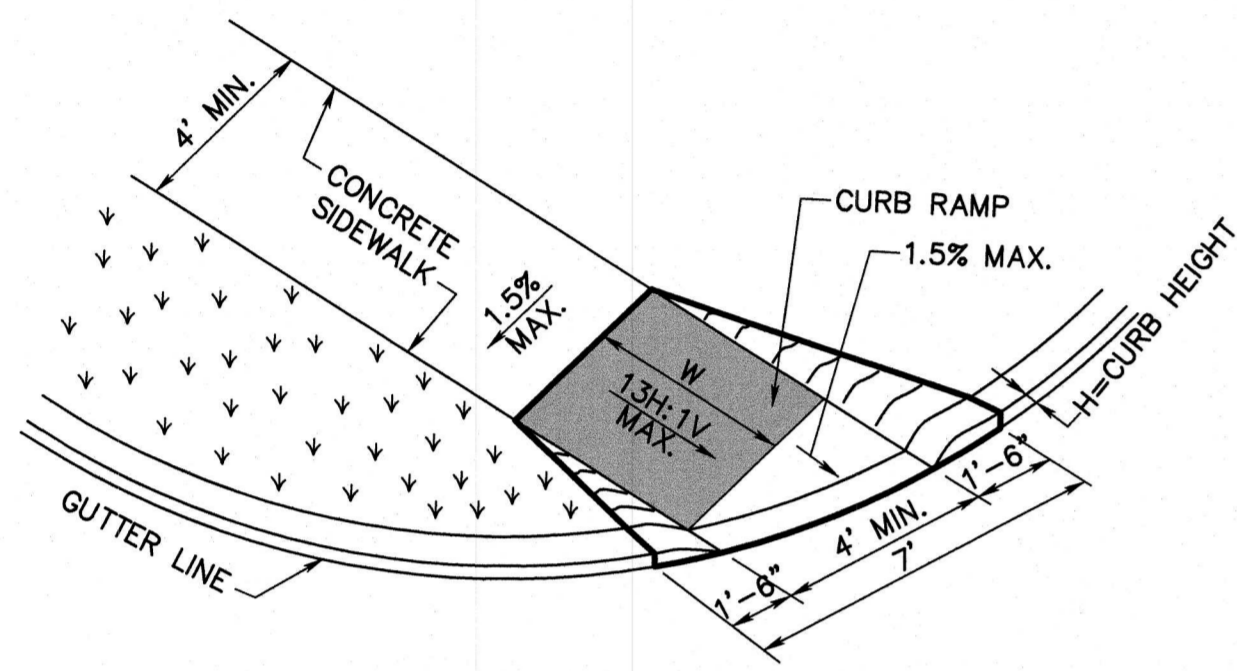 4' MIN.
CONCRETE
SIDEWALK
CURB RAMP
1.5% MAX.
1.5%
MAX.
W
13H:1V
MAX.
H=CURB HEIGHT
GUTTER LINE
1'-6"
4' MIN.
7'
1'-6"